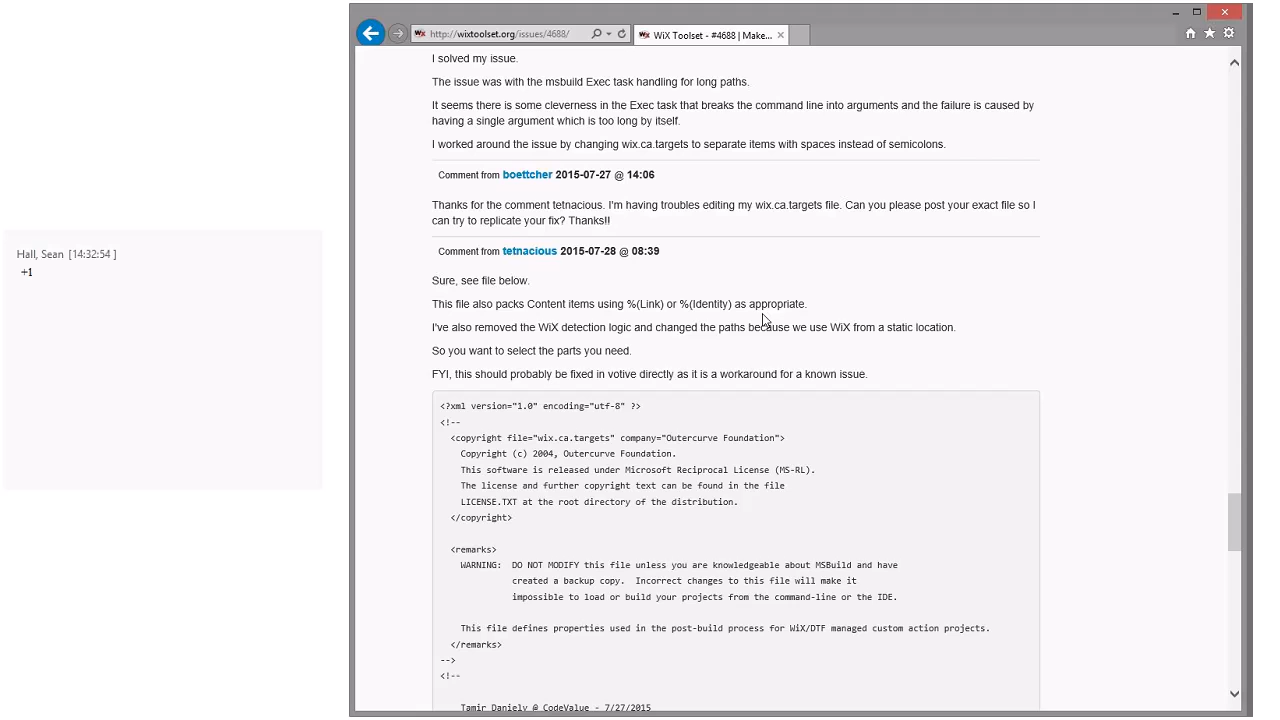 http://wixtoolset.org/issues/4688/
WiX Toolset - #4688 | Make...
Hall, Sean [14:32:54 ]
+1
I solved my issue.
The issue was with the msbuild Exec task handling for long paths.
It seems there is some cleverness in the Exec task that breaks the command line into arguments and the failure is caused by
having a single argument which is too long by itself.
I worked around the issue by changing wix.ca.targets to separate items with spaces instead of semicolons.
Comment from boettcher 2015-07-27 @ 14:06
Thanks for the comment tetnacious. I'm having troubles editing my wix.ca.targets file. Can you please post your exact file so I
can try to replicate your fix? Thanks!!
Comment from tetnacious 2015-07-28 @ 08:39
Sure, see file below.
This file also packs Content items using %(Link) or %(Identity) as appropriate.
I've also removed the WiX detection logic and changed the paths because we use WiX from a static location.
So you want to select the parts you need.
FYI, this should probably be fixed in votive directly as it is a workaround for a known issue.
<?xml version="1.0" encoding="utf-8" ?>
<!--
<copyright file="wix.ca.targets" company="Outercurve Foundation">
Copyright (c) 2004, Outercurve Foundation.
This software is released under Microsoft Reciprocal License (MS-RL).
The license and further copyright text can be found in the file
LICENSE.TXT at the root directory of the distribution.
</copyright>
<remarks>
WARNING:  DO NOT MODIFY this file unless you are knowledgeable about MSBuild and have
created a backup copy.  Incorrect changes to this file will make it
impossible to load or build your projects from the command-line or the IDE.
This file defines properties used in the post-build process for WiX/DTF managed custom action projects.
</remarks>
-->
<!--
Tamir Daniely @ CodeValue - 7/27/2015